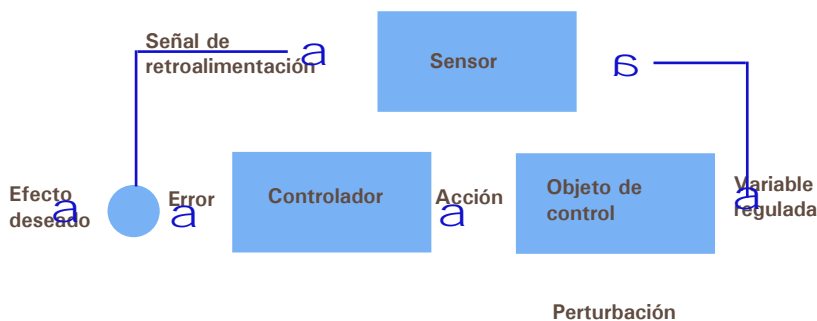 Señal de
retroalimentación
a
Sensor
a
Efecto
deseado
a
Error
a
Controlador
Acción
a
Objeto de
control
Variable
regulada
a
Perturbación